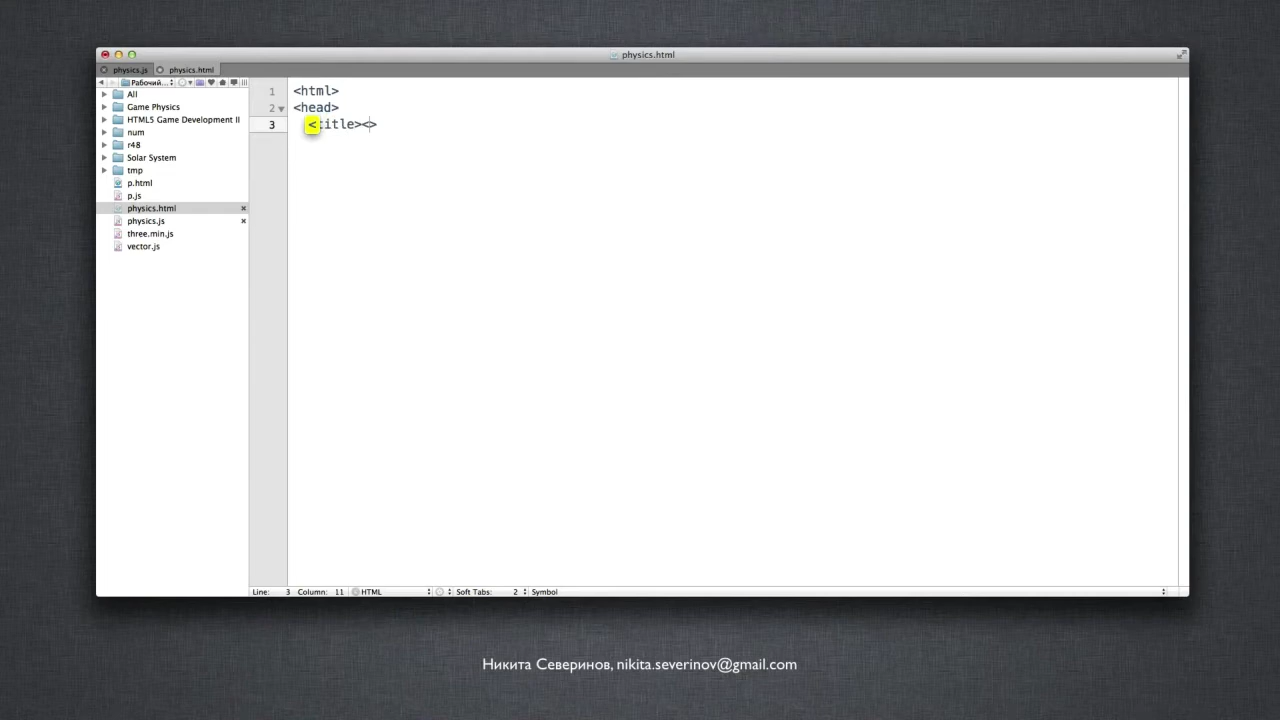 physics.html
physics.js
physics.html
Рабочий...
All
Game Physics
HTML5 Game Development II
num
r48
Solar System
tmp
p.html
p.js
physics.html
physics.js
three.min.js
vector.js
1 <html>
2 <head>
3 <title><>
Line: 3 Column: 11 HTML Soft Tabs: 2 Symbol
Никита Северинов, nikita.severinov@gmail.com